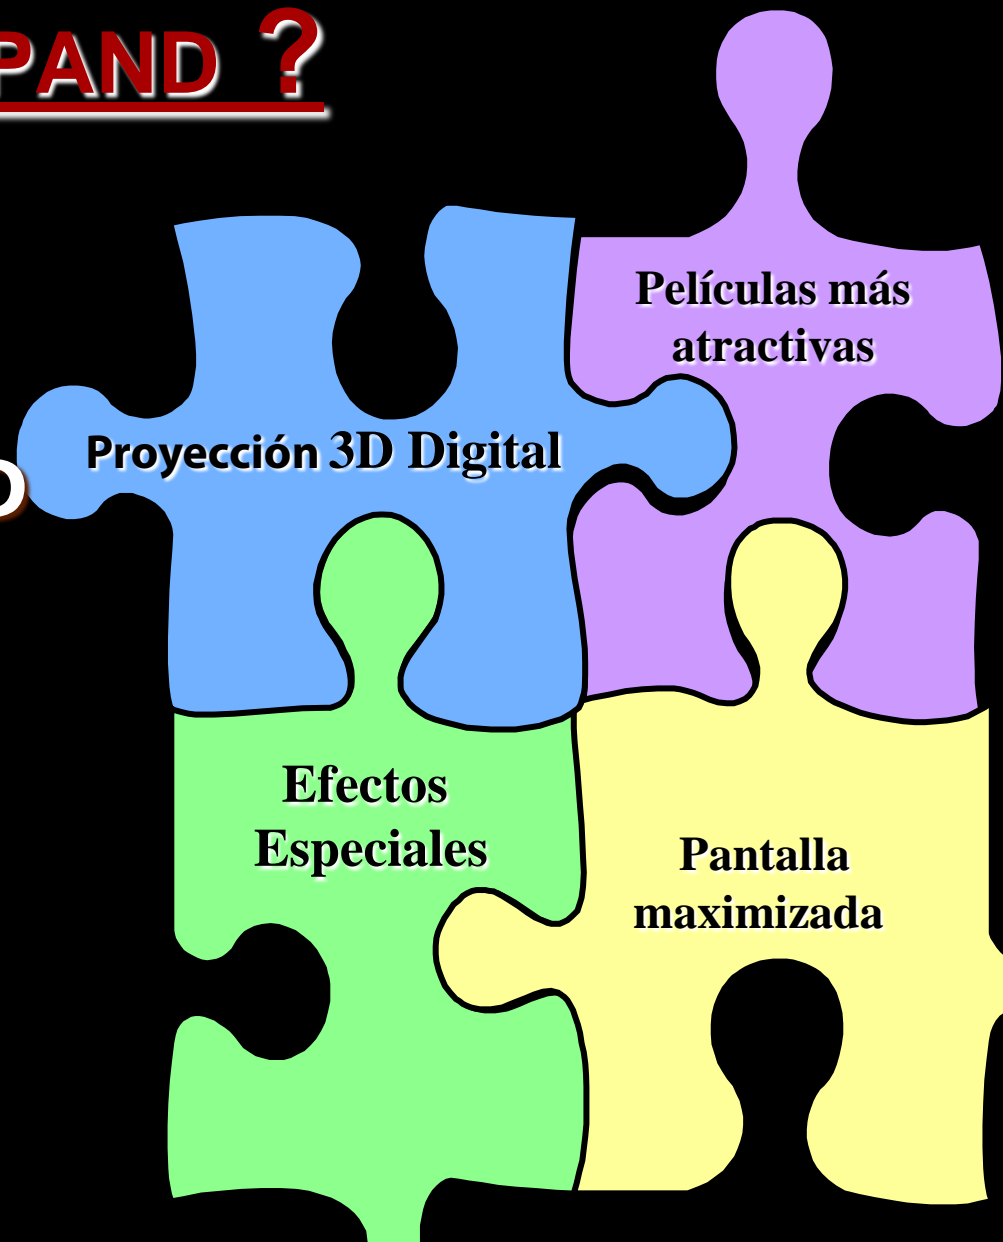 PAND ?
Películas más
atractivas
Proyección 3D Digital
Efectos
Especiales
Pantalla
maximizada